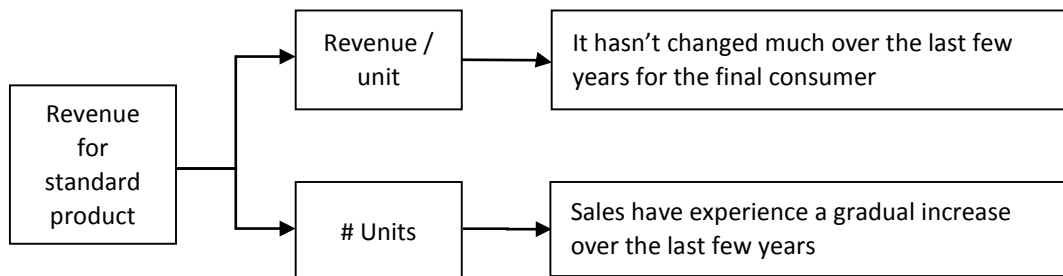 Revenue
for
standard
product
Revenue /
unit
It hasn’t changed much over the last few
years for the final consumer
# Units
Sales have experience a gradual increase
over the last few years